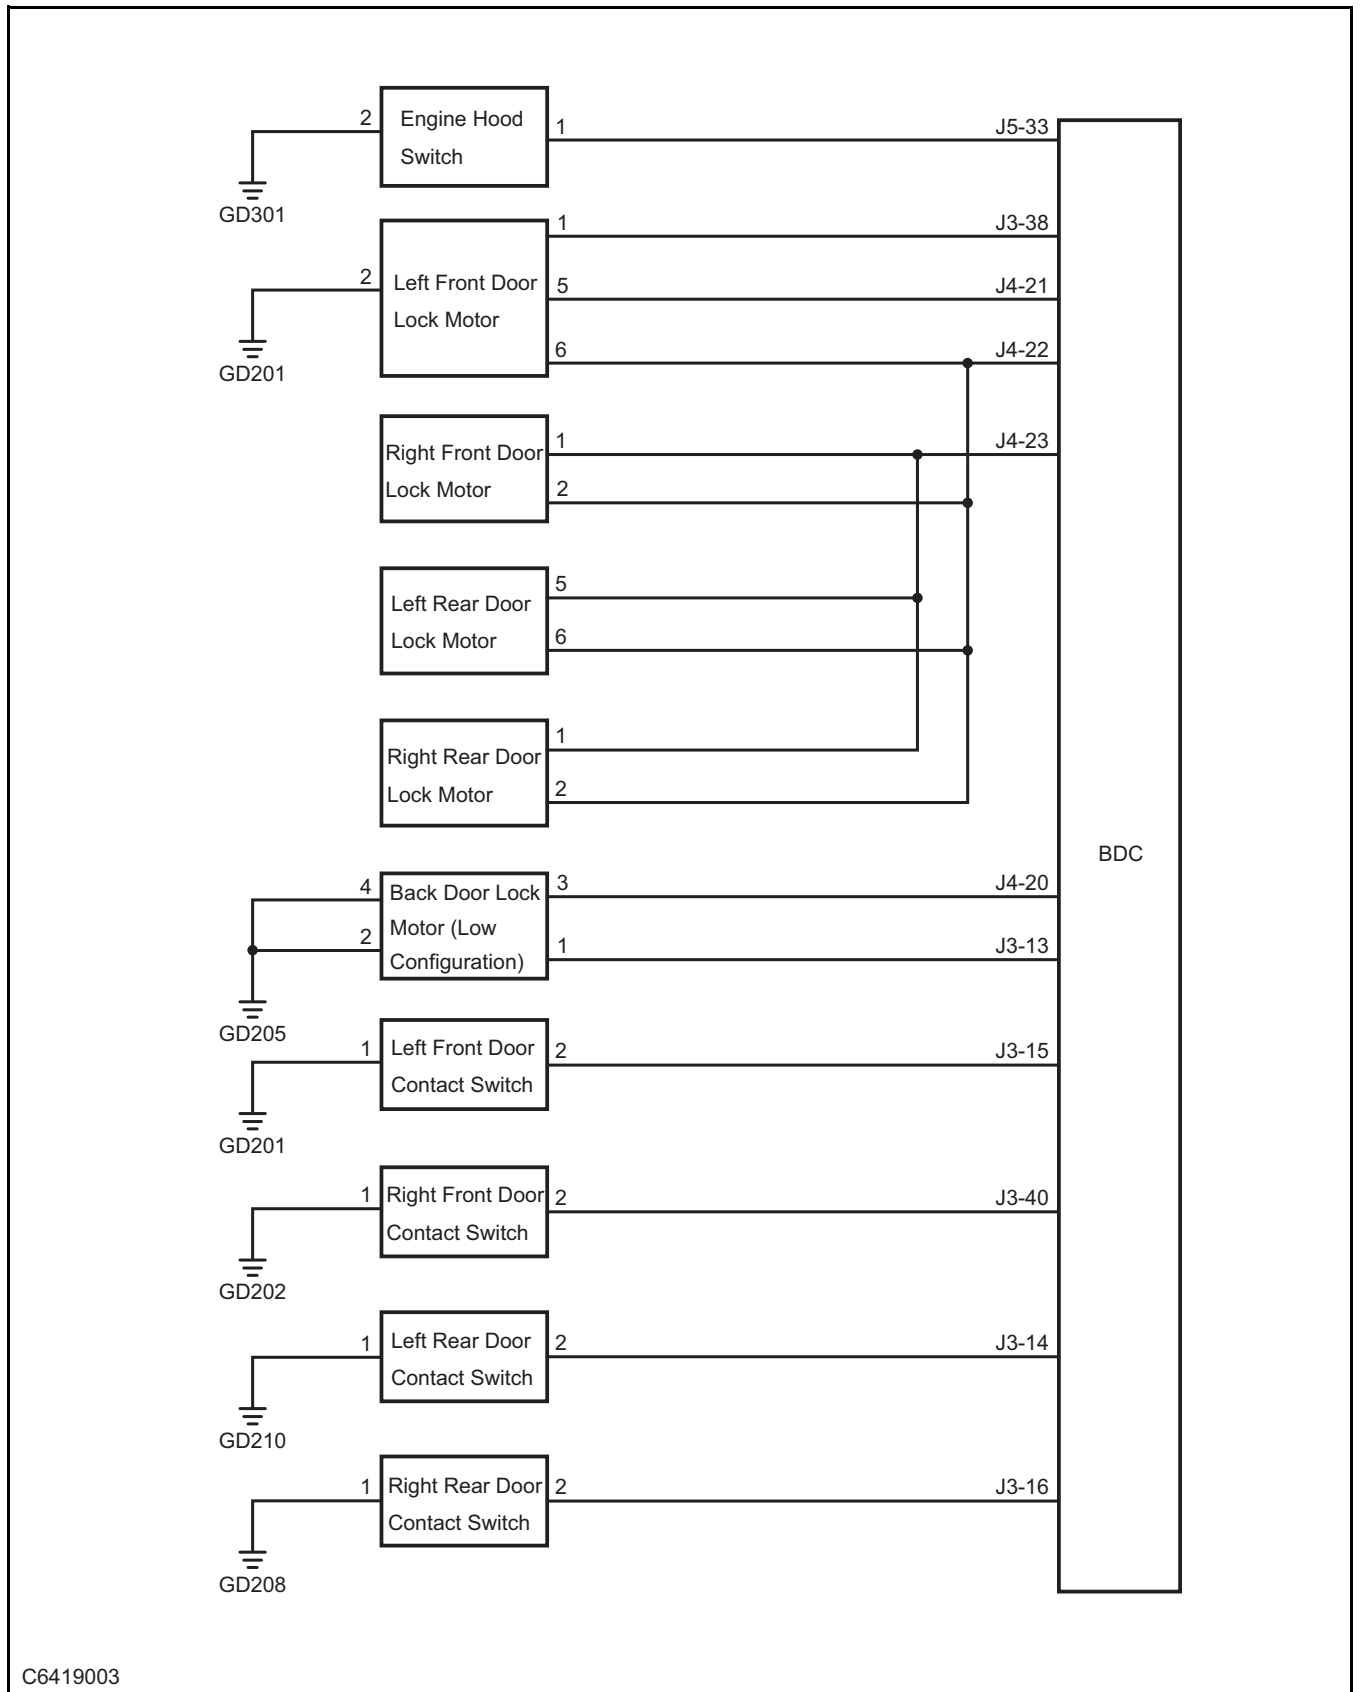 2
Engine Hood
Switch
1
J5-33
GD301
1
J3-38
2
Left Front Door
Lock Motor
5
J4-21
6
J4-22
GD201
Right Front Door
Lock Motor
1
J4-23
2
Left Rear Door
Lock Motor
5
6
Right Rear Door
Lock Motor
1
2
BDC
4
2
Back Door Lock
Motor (Low
Configuration)
3
J4-20
1
J3-13
GD205
1
Left Front Door
Contact Switch
2
J3-15
GD201
1
Right Front Door
Contact Switch
2
J3-40
GD202
1
Left Rear Door
Contact Switch
2
J3-14
GD210
1
Right Rear Door
Contact Switch
2
J3-16
GD208
C6419003